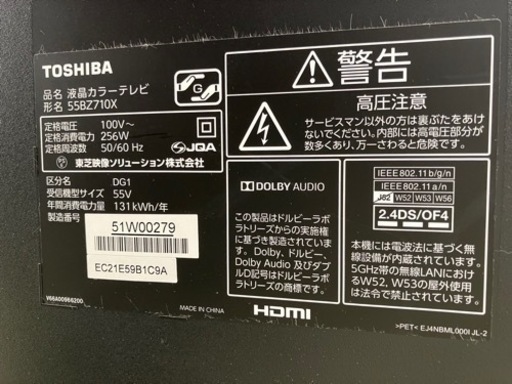 TOSHIBA
品名 液晶カラーテレビ
形名 55BZ710X
G
定格電圧: 100V~
定格消費電力: 256W
定格周波数: 50/60 Hz
JQA
東芝映像ソリューション株式会社
区分名 DG1
受信機型サイズ 55V
年間消費電力量 131kWh/年
製造番号
51W00279
EC21E59B1C9A
V66A00966200
警告
高圧注意
サービスマン以外の方は裏ぶたをあけ
ないでください。内部には高電圧部分が
数多くあり、万一さわると危険です。
DOLBY AUDIO
この製品はドルビーラボ
ラトリーズからの実施権
に基づき製造されていま
す。Dolby、ドルビー、
Dolby Audio 及びダブ
ルD記号はドルビーラボ
ラトリーズの商標です。
IEEE802.11b/g/n
IEEE802.11a/n
J52 W52 W53 W56
2.4DS/OF4
本機には電波法に基づく無
線設備が内蔵されています。
5GHz帯の無線LANにおけ
るW52、W53の屋外使用
は法令で禁止されています。
MADE IN CHINA
HDMI
>PET< EJ4NBML000I JL-2